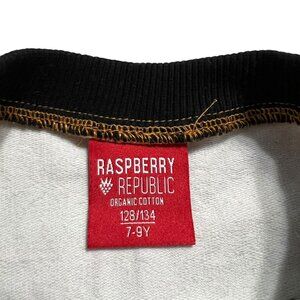 RASPBERRY
REPUBLIC
ORGANIC COTTON
128/134
7-9Y